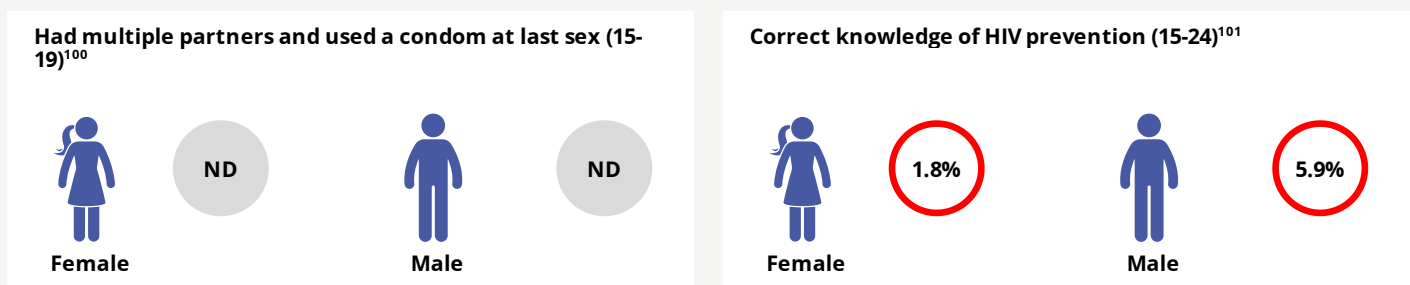 Had multiple partners and used a condom at last sex (15-
19)100
ND
ND
Female
Male
Correct knowledge of HIV prevention (15-24)101
1.8%
5.9%
Female
Male